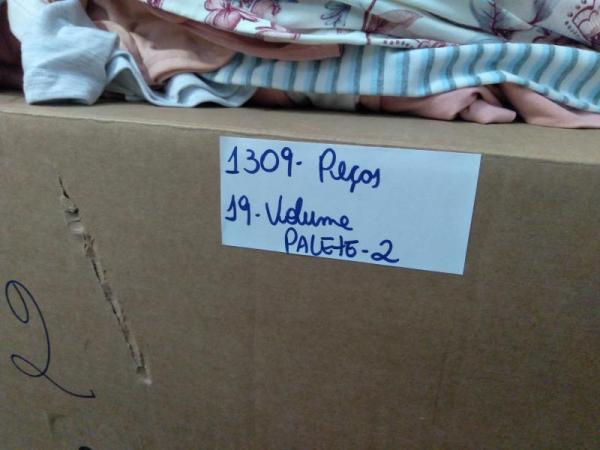 1309- Peças
19- Volume
PALETE-2
2